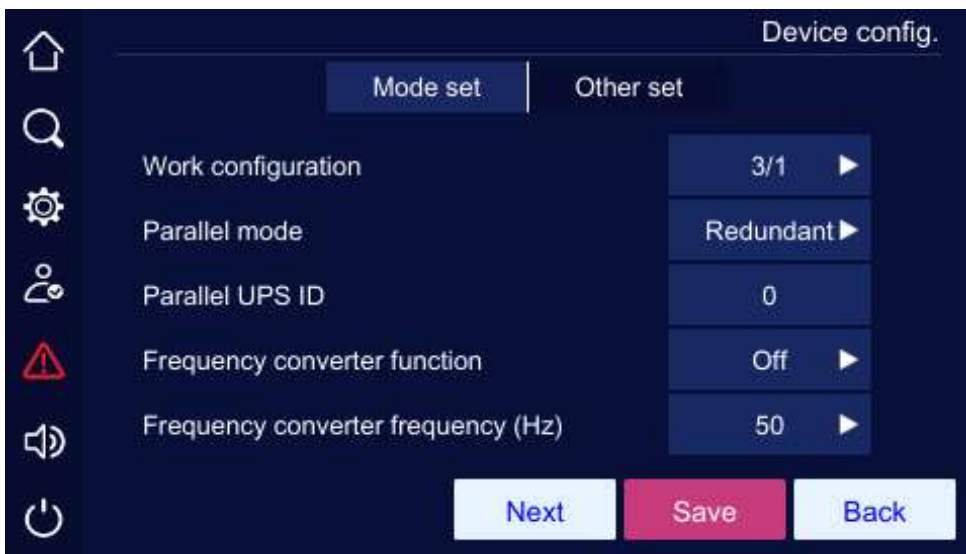 Device config.
Mode set Other set
Work configuration 3/1
Parallel mode Redundant
Parallel UPS ID 0
Frequency converter function Off
Frequency converter frequency (Hz) 50
Next Save Back